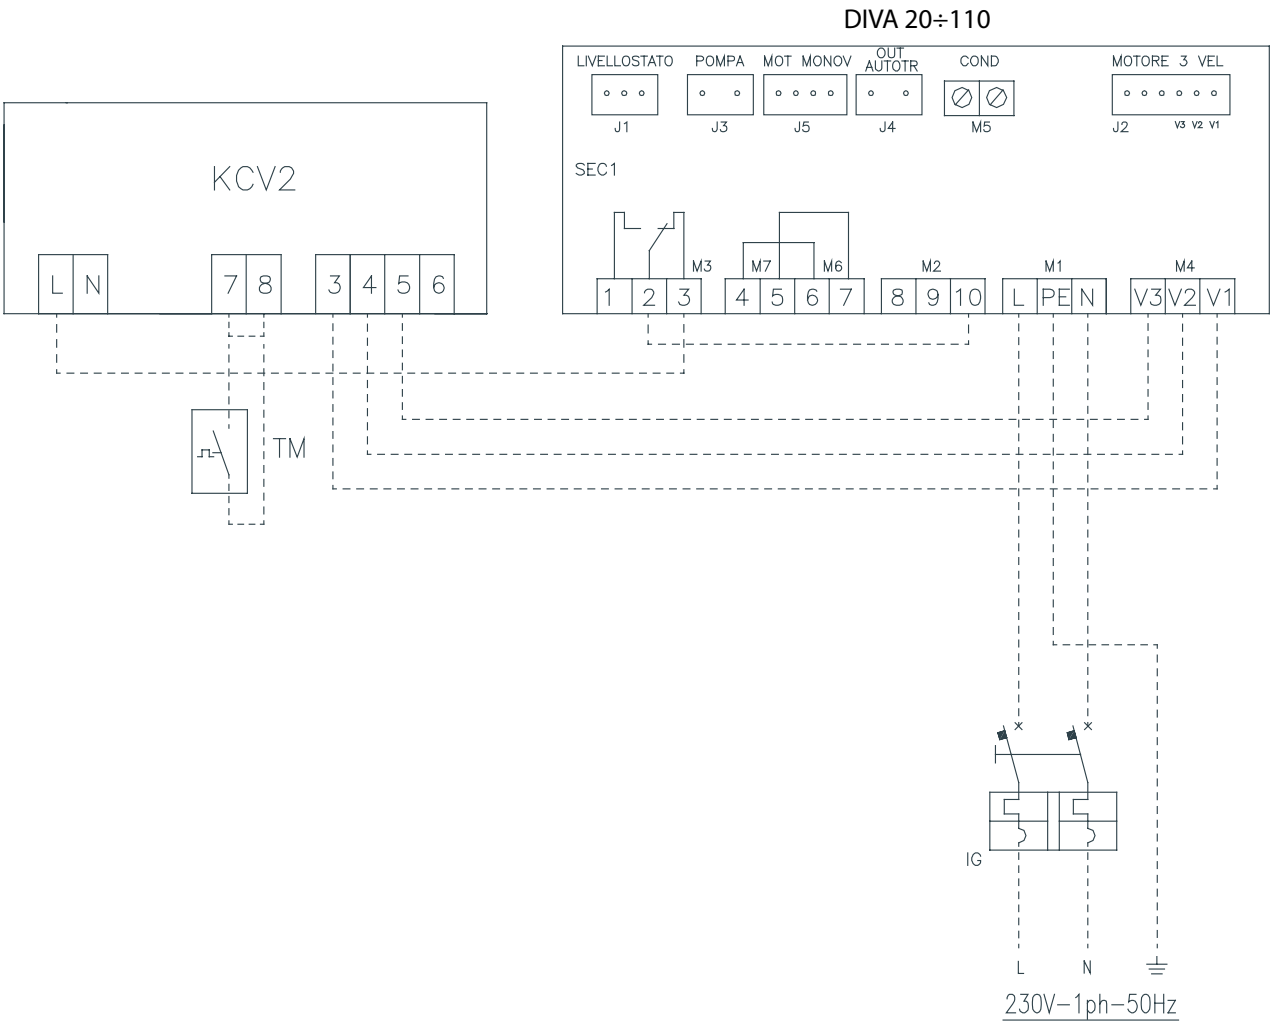 DIVA 20÷110
LIVELLOSTATO POMPA MOT MONOV OUT AUTOTR COND MOTORE 3 VEL
J1 J3 J5 J4 M5 J2 V3 V2 V1
SEC1
KCV2
M3 M7 M6 M2 M1 M4
L N 7 8 3 4 5 6
1 2 3 4 5 6 7 8 9 10 L PE N V3 V2 V1
TM
IG
L N
230V-1ph-50Hz